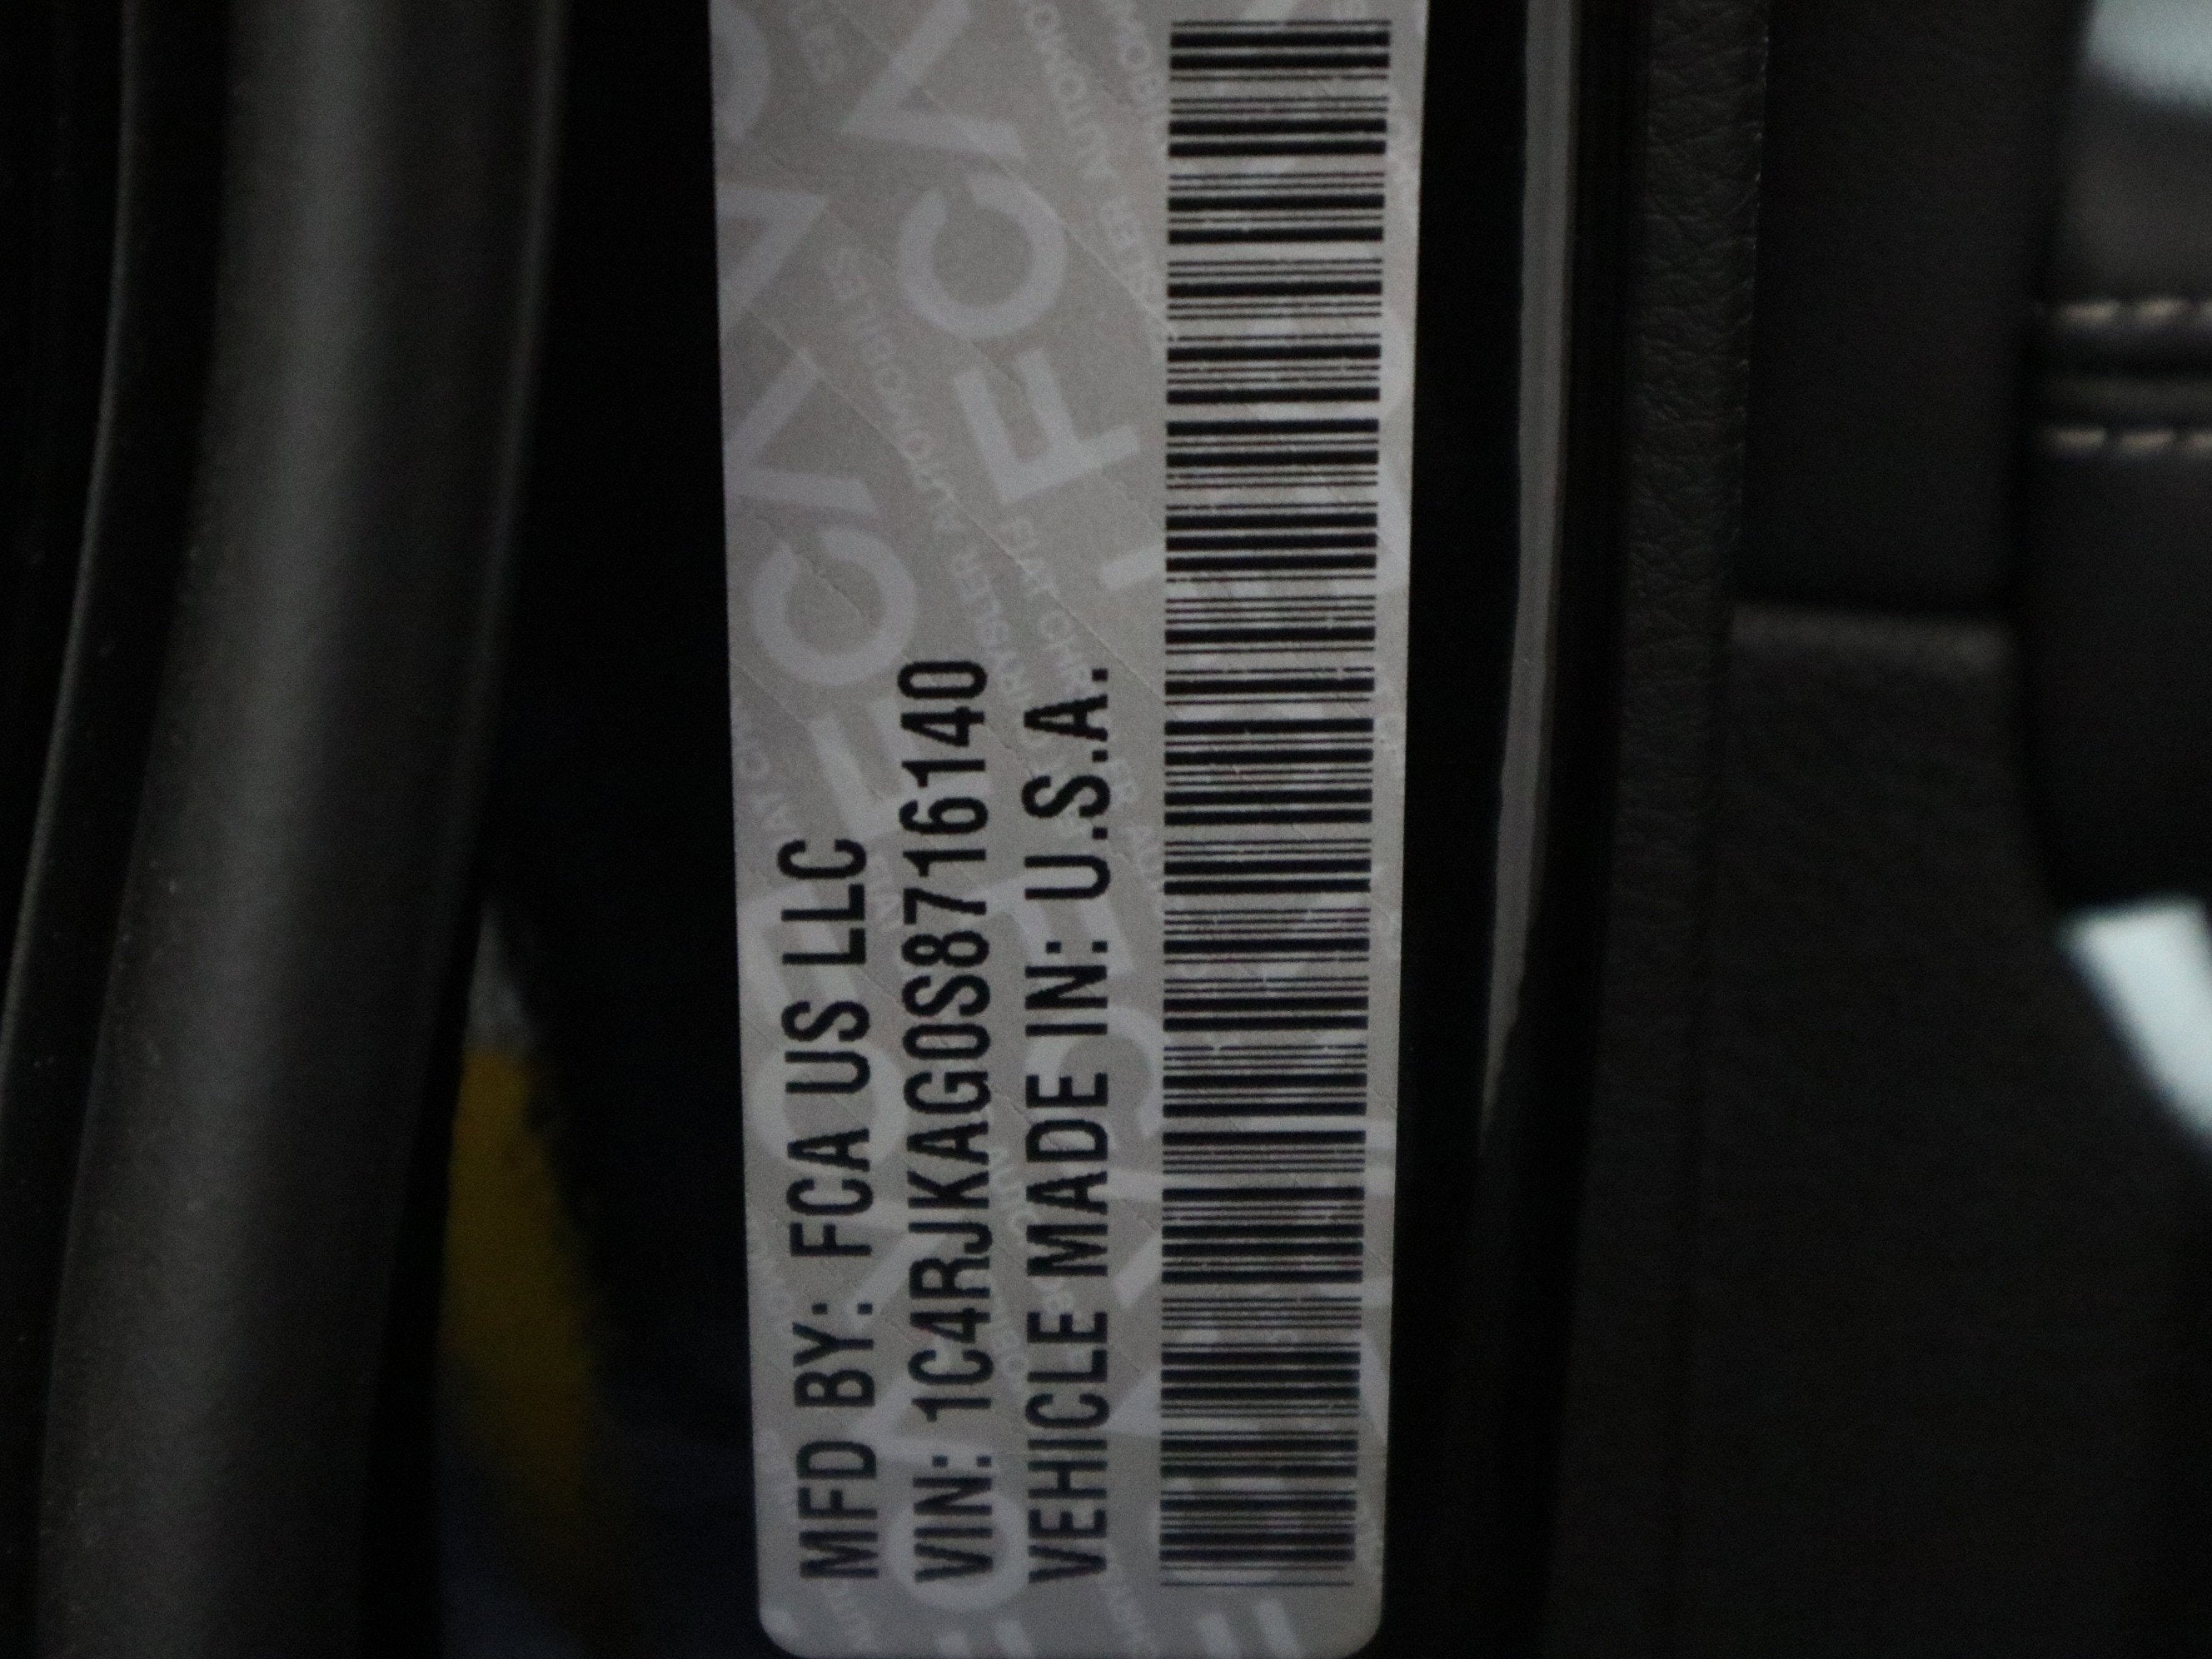 MFD BY: FCA US LLC
VIN: 1C4RJKAG0S8716140
VEHICLE MADE IN: U.S.A.